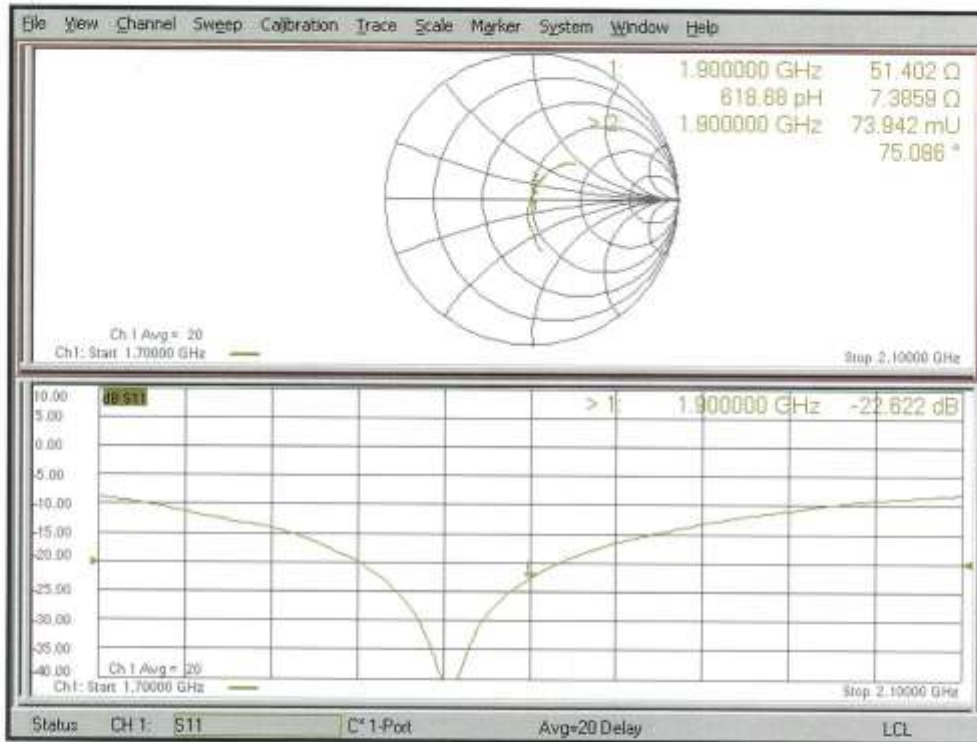 File View Channel Sweep Calibration Trace Scale Marker System Window Help
1: 1.900000 GHz 51.402 Ω
618.88 pH 7.3859 Ω
> 2: 1.900000 GHz 73.942 mU
75.086 °
Ch 1 Avg = 20
Ch1: Start 1.70000 GHz
Stop 2.10000 GHz
dB S11
> 1: 1.900000 GHz -22.622 dB
10.00
5.00
0.00
-5.00
-10.00
-15.00
-20.00
-25.00
-30.00
-35.00
-40.00
1
Ch 1 Avg = 20
Ch1: Start 1.70000 GHz
Stop 2.10000 GHz
Status CH 1: S11 C* 1-Port Avg=20 Delay LCL